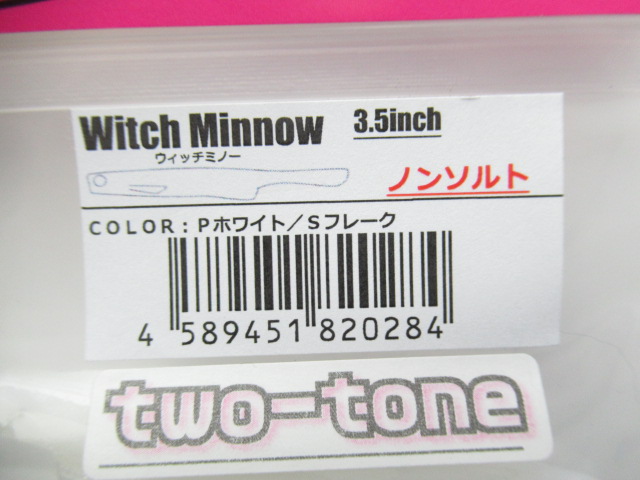 Witch Minnow 3.5inch
ウィッチミノー
ノンソルト
COLOR:Pホワイト/Sフレーク
4 589451 820284
two-tone